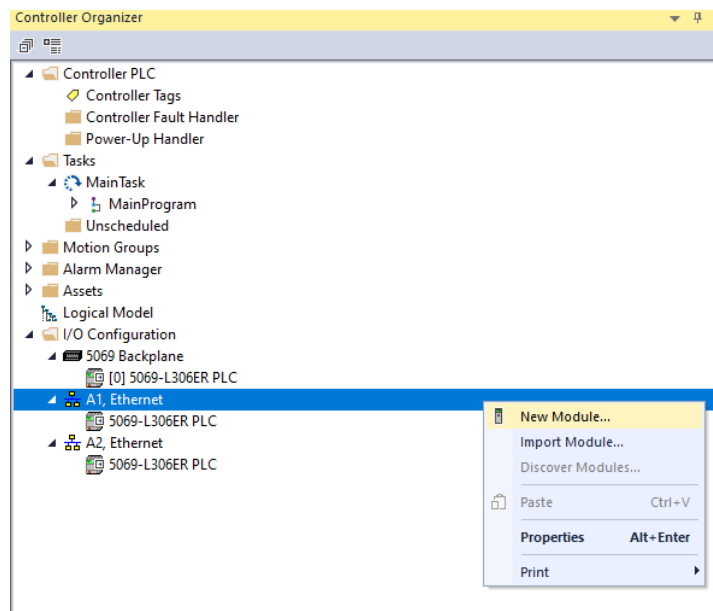 Controller Organizer
Controller PLC
Controller Tags
Controller Fault Handler
Power-Up Handler
Tasks
MainTask
MainProgram
Unscheduled
Motion Groups
Alarm Manager
Assets
Logical Model
I/O Configuration
5069 Backplane
[0] 5069-L306ER PLC
A1, Ethernet
5069-L306ER PLC
A2, Ethernet
5069-L306ER PLC
New Module...
Import Module...
Discover Modules...
Paste Ctrl+V
Properties Alt+Enter
Print